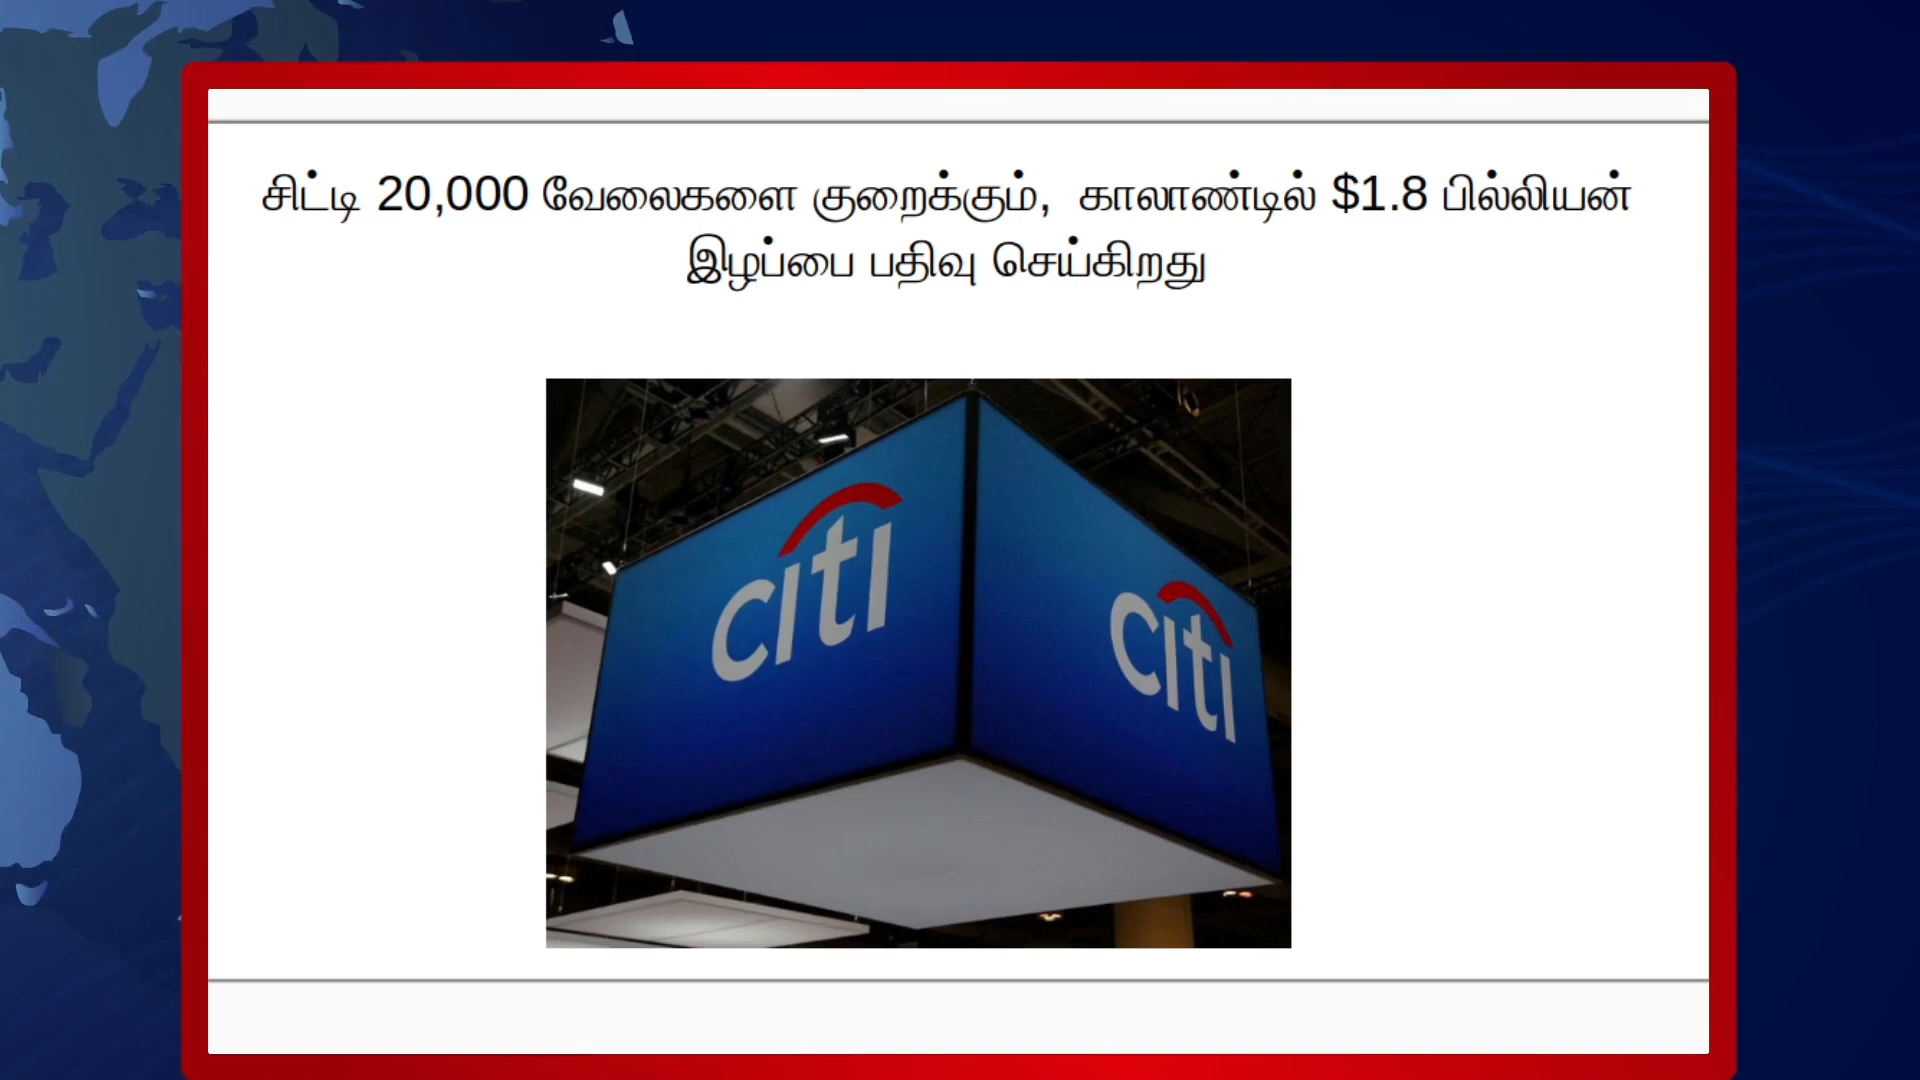 சிட்டி 20,000 வேலைகளை குறைக்கும், காலாண்டில் $1.8 பில்லியன்
இழப்பை பதிவு செய்கிறது
citi
citi